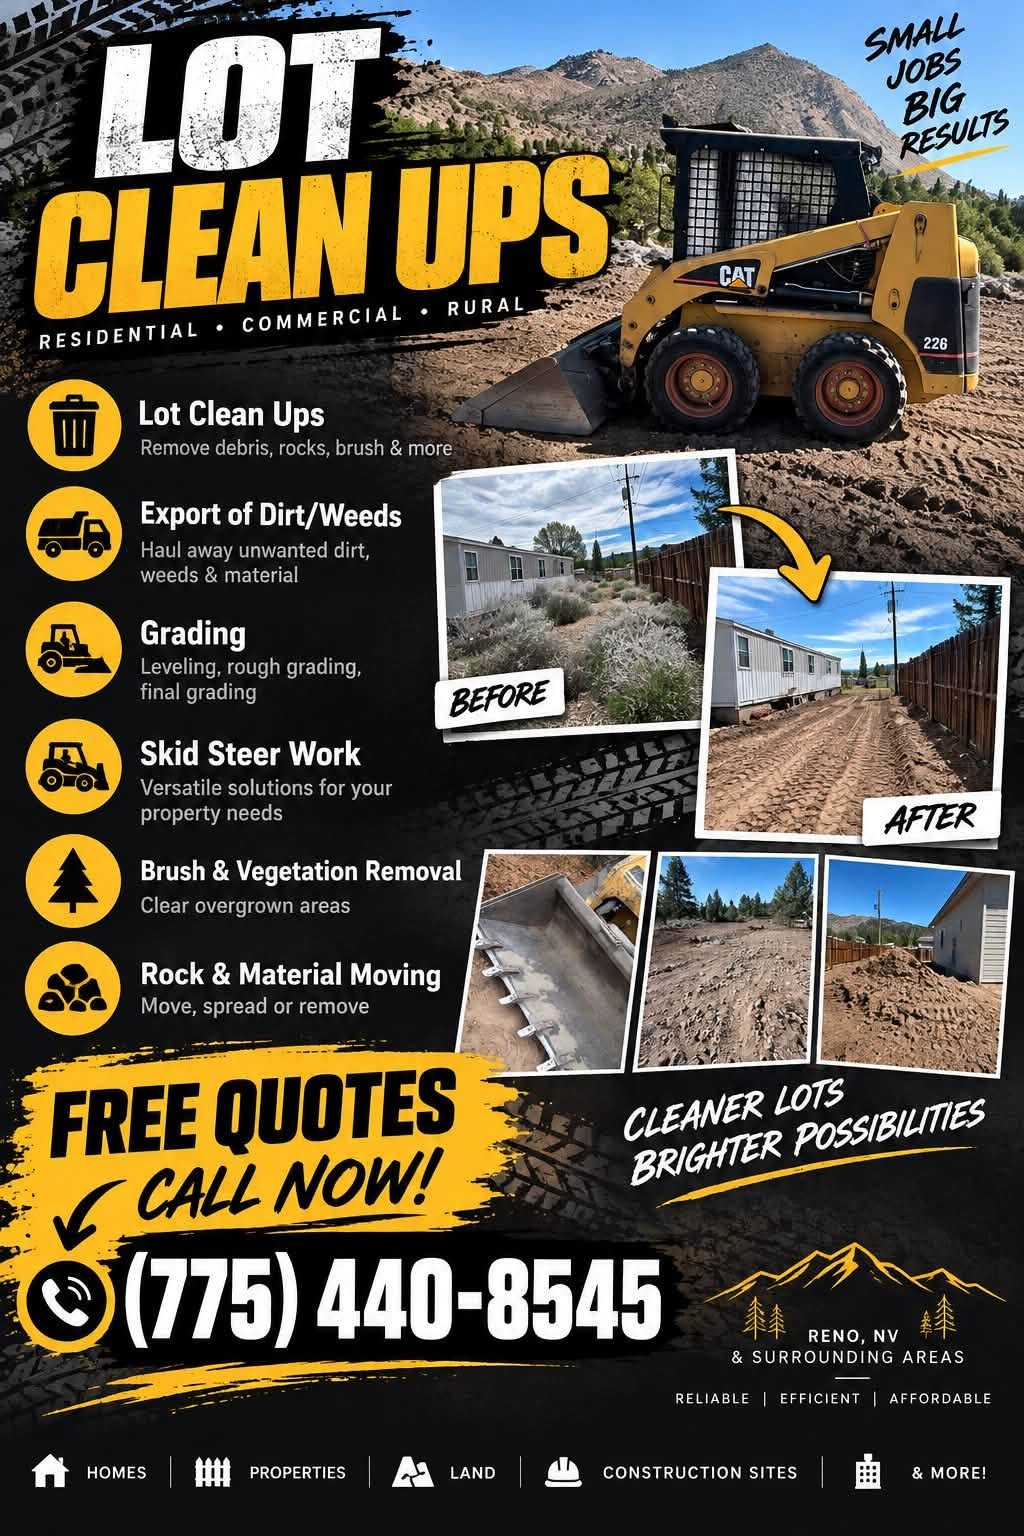 LOT
CLEAN UPS
RESIDENTIAL • COMMERCIAL • RURAL
SMALL
JOBS
BIG
RESULTS
CAT
226
Lot Clean Ups
Remove debris, rocks, brush & more
Export of Dirt/Weeds
Haul away unwanted dirt,
weeds & material
Grading
Leveling, rough grading,
final grading
Skid Steer Work
Versatile solutions for your
property needs
Brush & Vegetation Removal
Clear overgrown areas
Rock & Material Moving
Move, spread or remove
BEFORE
AFTER
CLEANER LOTS
BRIGHTER POSSIBILITIES
FREE QUOTES
CALL NOW!
(775) 440-8545
RENO, NV
& SURROUNDING AREAS
RELIABLE | EFFICIENT | AFFORDABLE
HOMES | PROPERTIES | LAND | CONSTRUCTION SITES | & MORE!